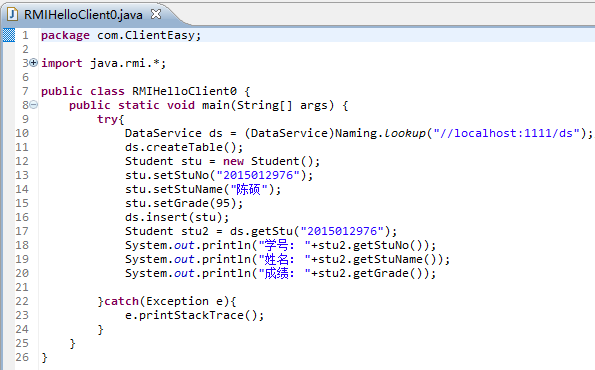 RMIHelloClient0.java
1 package com.ClientEasy;
2
3 import java.rmi.*;
6
7 public class RMIHelloClient0 {
8 public static void main(String[] args) {
9 try{
10 DataService ds = (DataService)Naming.lookup("//localhost:1111/ds");
11 ds.createTable();
12 Student stu = new Student();
13 stu.setStuNo("2015012976");
14 stu.setStuName("陈硕");
15 stu.setGrade(95);
16 ds.insert(stu);
17 Student stu2 = ds.getStu("2015012976");
18 System.out.println("学号: "+stu2.getStuNo());
19 System.out.println("姓名: "+stu2.getStuName());
20 System.out.println("成绩: "+stu2.getGrade());
21
22 }catch(Exception e){
23 e.printStackTrace();
24 }
25 }
26 }